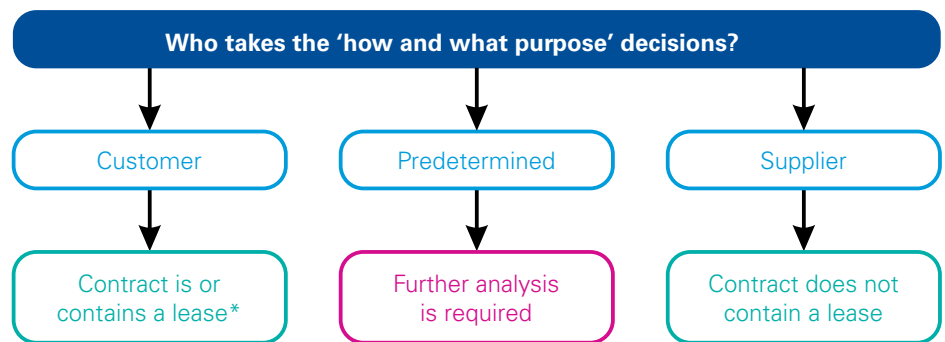 Who takes the ‘how and what purpose’ decisions?
Customer
Predetermined
Supplier
Contract is or
contains a lease*
Further analysis
is required
Contract does not
contain a lease